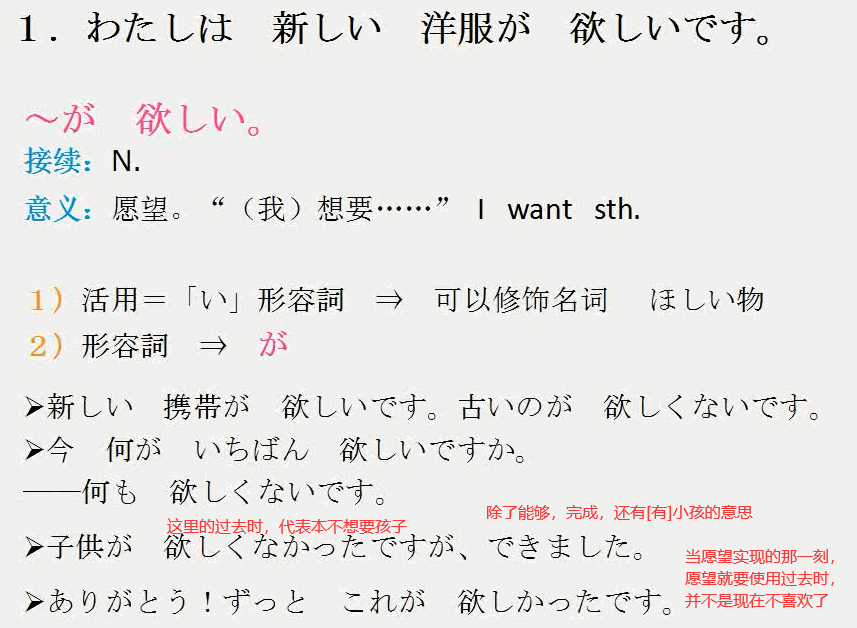 １．わたしは　新しい　洋服が　欲しいです。
～が　欲しい。
接续：N.
意义：愿望。“（我）想要……” I want sth.
１）活用＝「い」形容詞　⇒　可以修饰名词　ほしい物
２）形容詞　⇒　が
➢新しい　携帯が　欲しいです。古いのが　欲しくないです。
➢今　何が　いちばん　欲しいですか。
——何も　欲しくないです。
这里的过去时，代表本不想要孩子
除了能够，完成，还有[有]小孩的意思
➢子供が　欲しくなかったですが、できました。
当愿望实现的那一刻，
愿望就要使用过去时，
并不是现在不喜欢了
➢ありがとう！ずっと　これが　欲しかったです。